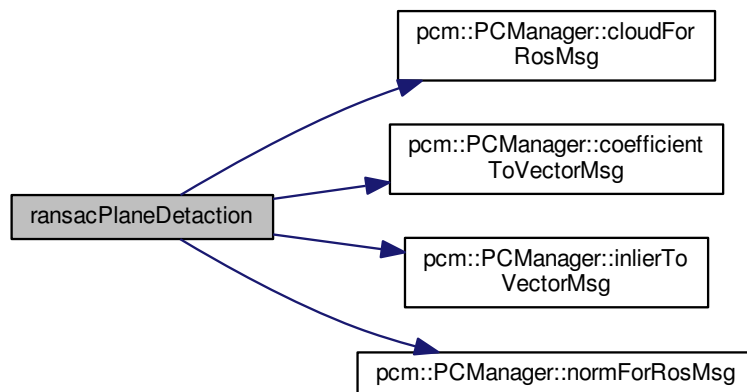 pcm::PCManager::cloudFor
RosMsg
pcm::PCManager::coefficient
ToVectorMsg
ransacPlaneDetaction
pcm::PCManager::inlierTo
VectorMsg
pcm::PCManager::normForRosMsg